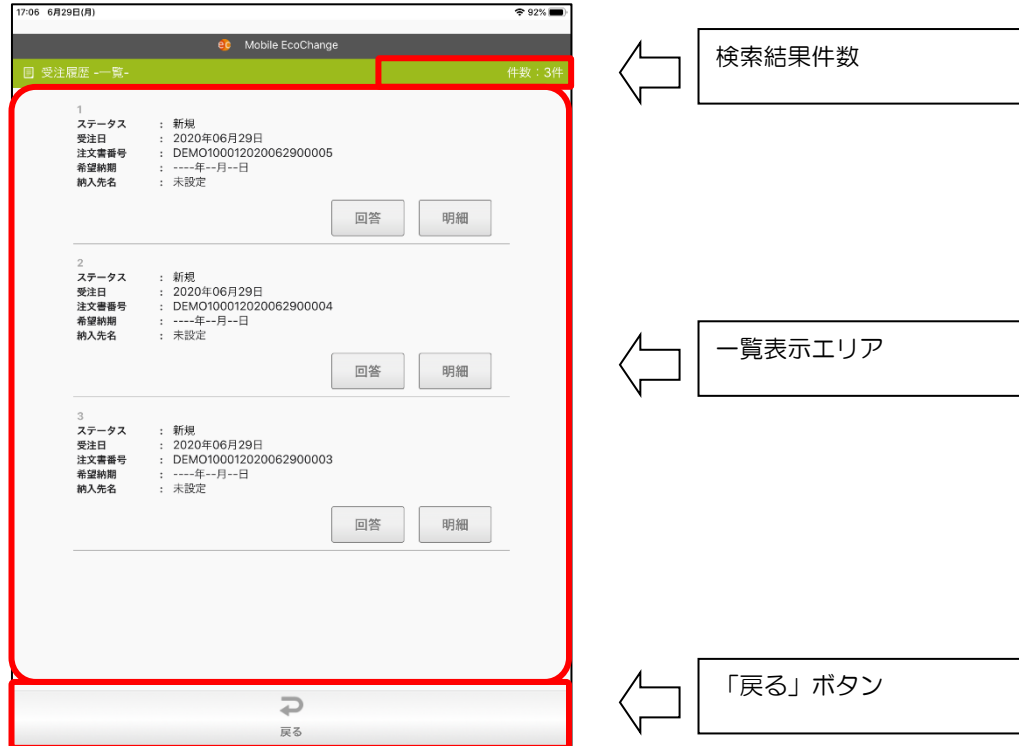 17:06 6月29日(月)
92%
ec Mobile EcoChange
受注履歴 -一覧-
件数：3件
検索結果件数
1
ステータス ： 新規
受注日 ： 2020年06月29日
注文書番号 ： DEMO100012020062900005
希望納期 ： ----年--月--日
納入先名 ： 未設定
回答 明細
2
ステータス ： 新規
受注日 ： 2020年06月29日
注文書番号 ： DEMO100012020062900004
希望納期 ： ----年--月--日
納入先名 ： 未設定
回答 明細
一覧表示エリア
3
ステータス ： 新規
受注日 ： 2020年06月29日
注文書番号 ： DEMO100012020062900003
希望納期 ： ----年--月--日
納入先名 ： 未設定
回答 明細
戻る
「戻る」ボタン